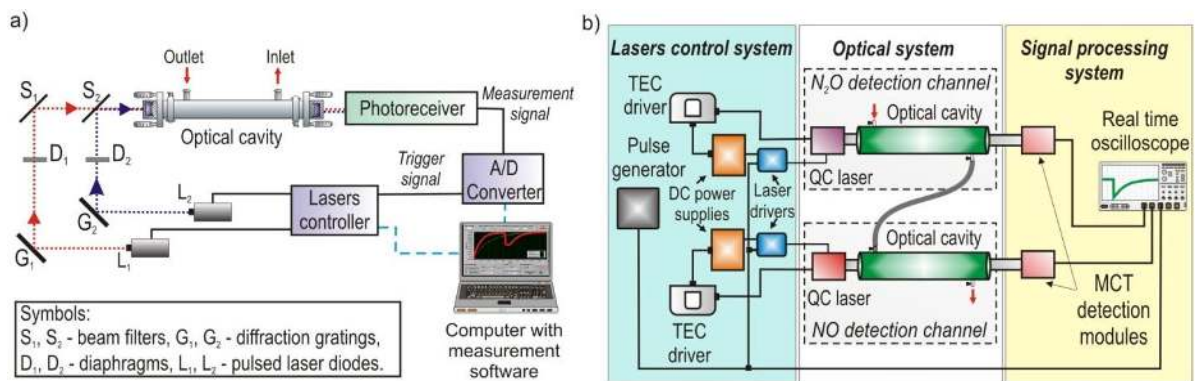 a)
Outlet
Inlet
S₁
S₂
Photoreceiver
Measurement
signal
Optical cavity
D₁
D₂
Trigger
signal
A/D
Converter
L₂
Lasers
controller
G₂
G₁
L₁
Symbols:
S₁, S₂ - beam filters, G₁, G₂ - diffraction gratings,
D₁, D₂ - diaphragms, L₁, L₂ - pulsed laser diodes.
Computer with
measurement
software
b)
Lasers control system
Optical system
Signal processing
system
N₂O detection channel
TEC
driver
Optical cavity
Real time
oscilloscope
Pulse
generator
QC laser
DC power
supplies
Laser
drivers
Optical cavity
QC laser
MCT
detection
modules
TEC
driver
NO detection channel